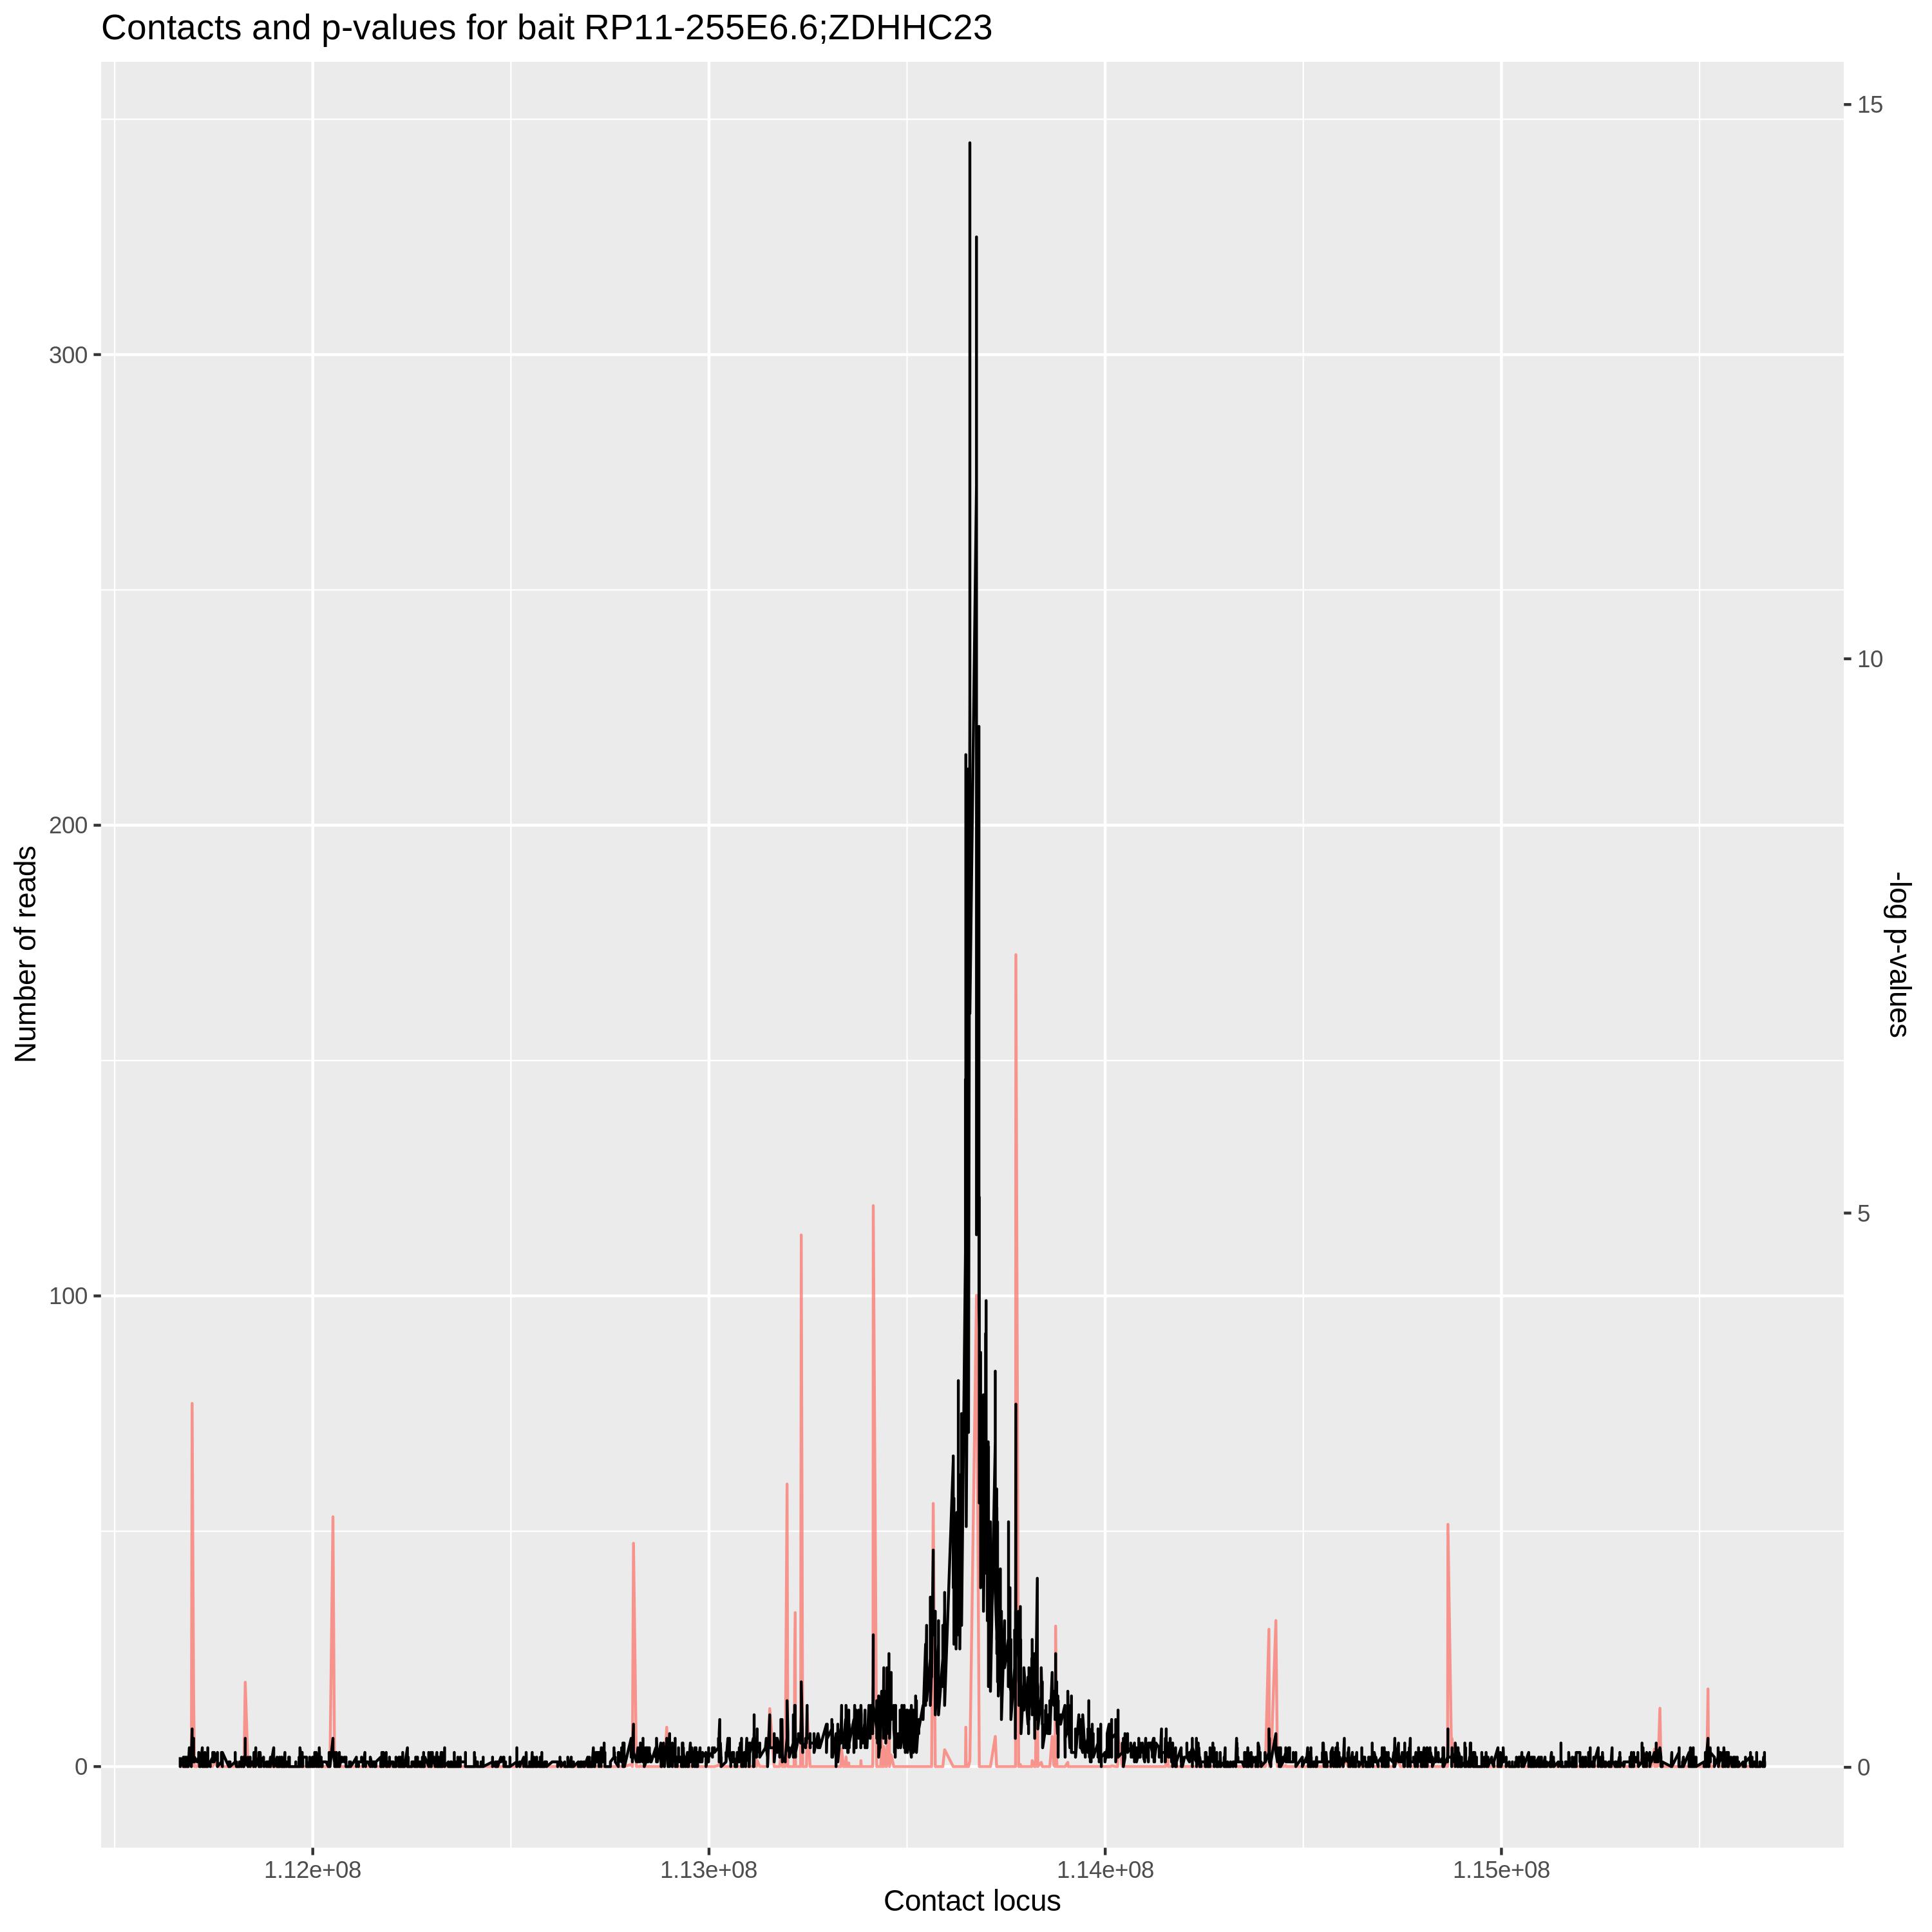 Contacts and p-values for bait RP11-255E6.6;ZDHHC23
Number of reads
300
200
100
0
15
10
5
0
-log p-values
1.12e+08
1.13e+08
1.14e+08
1.15e+08
Contact locus